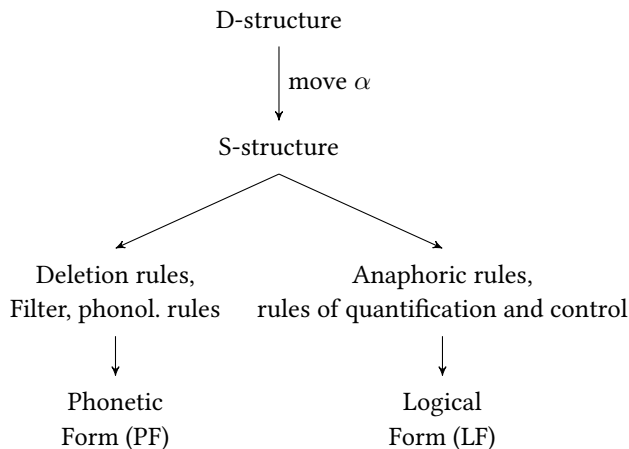 D-structure
move α
S-structure
Deletion rules,
Filter, phonol. rules
Anaphoric rules,
rules of quantification and control
Phonetic
Form (PF)
Logical
Form (LF)